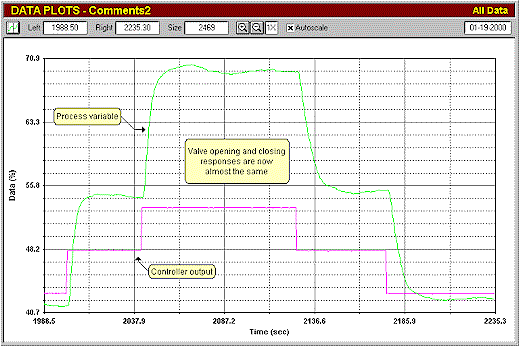 DATA PLOTS - Comments2 All Data
Left 1988.50 Right 2235.30 Size 2469 1X Autoscale 01-19-2000
70.9
63.3
55.8
48.2
40.7
Data (%)
Process variable
Valve opening and closing
responses are now
almost the same
Controller output
1988.5 2037.9 2087.2 2136.6 2185.9 2235.3
Time (sec)